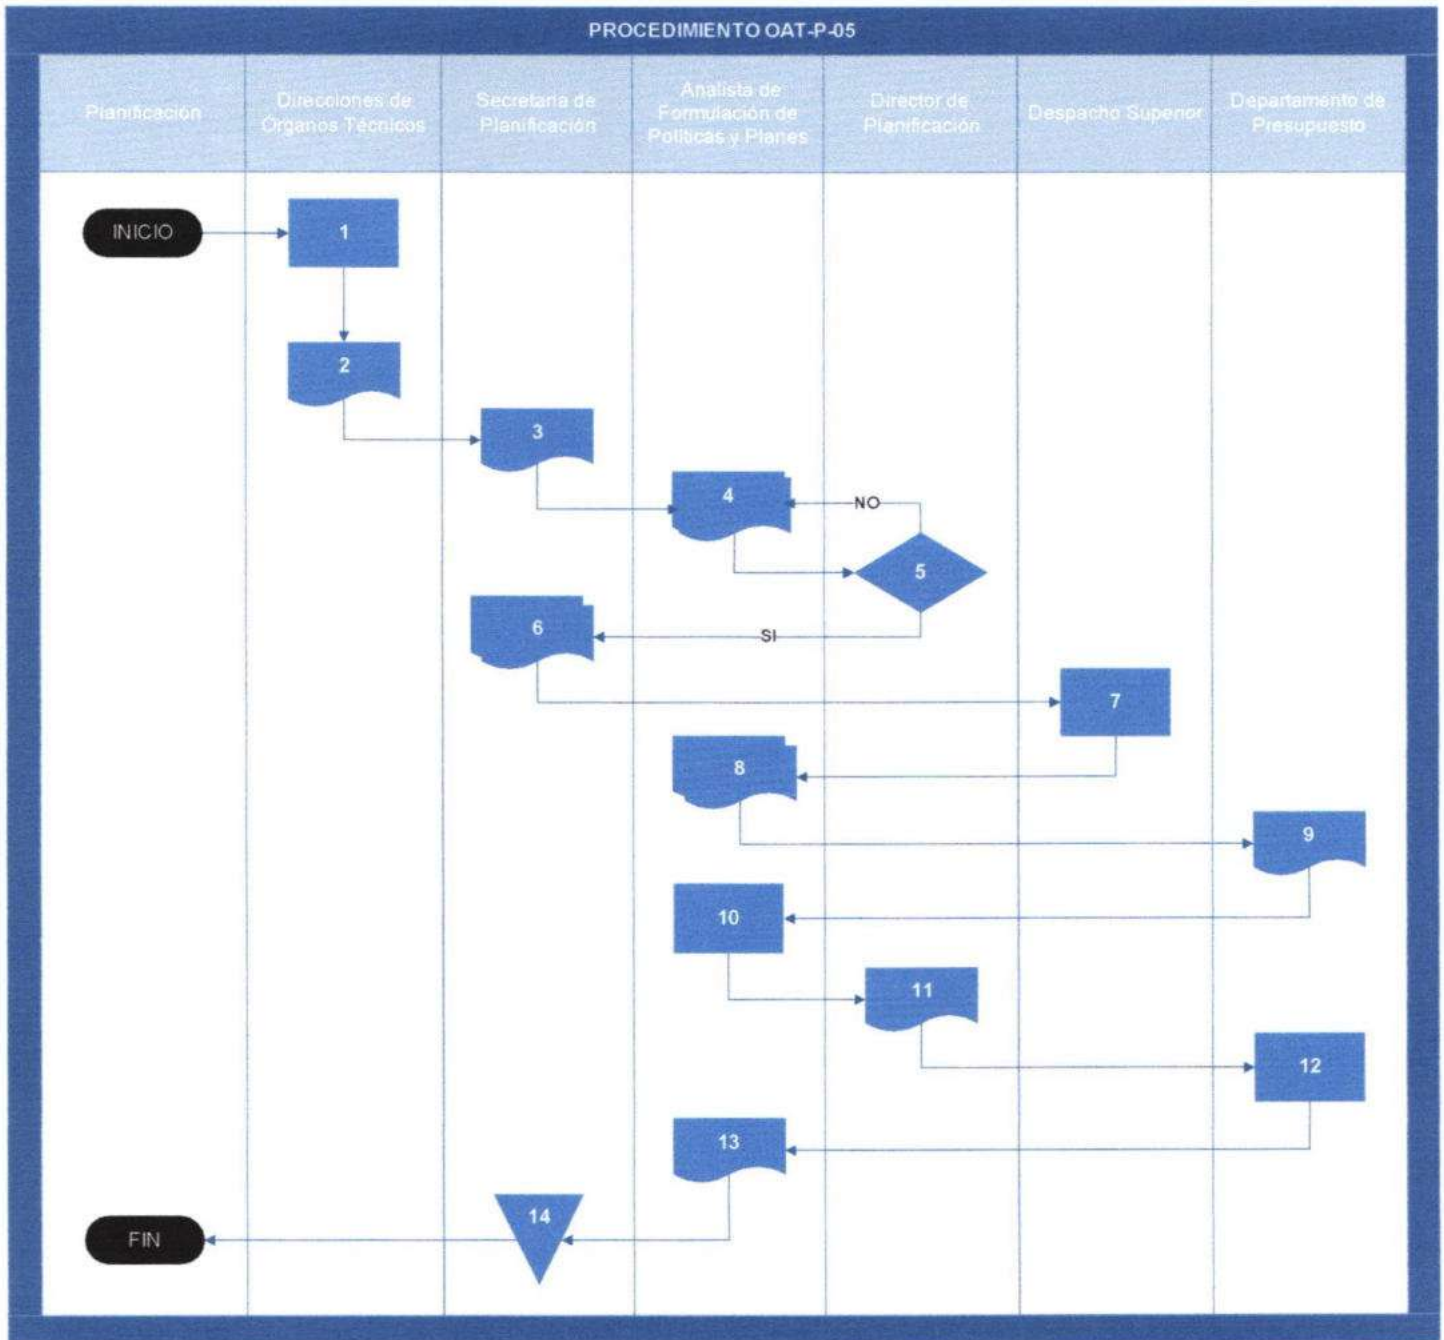 PROCEDIMIENTO OAT-P-05
Planificación
Direcciones de
Organos Técnicos
Secretaria de
Planificación
Analista de
Formulación de
Políticas y Planes
Director de
Planificación
Despacho Superior
Departamento de
Presupuesto
INICIO
1
2
3
4
NO
5
6
SI
7
8
9
10
11
12
13
14
FIN